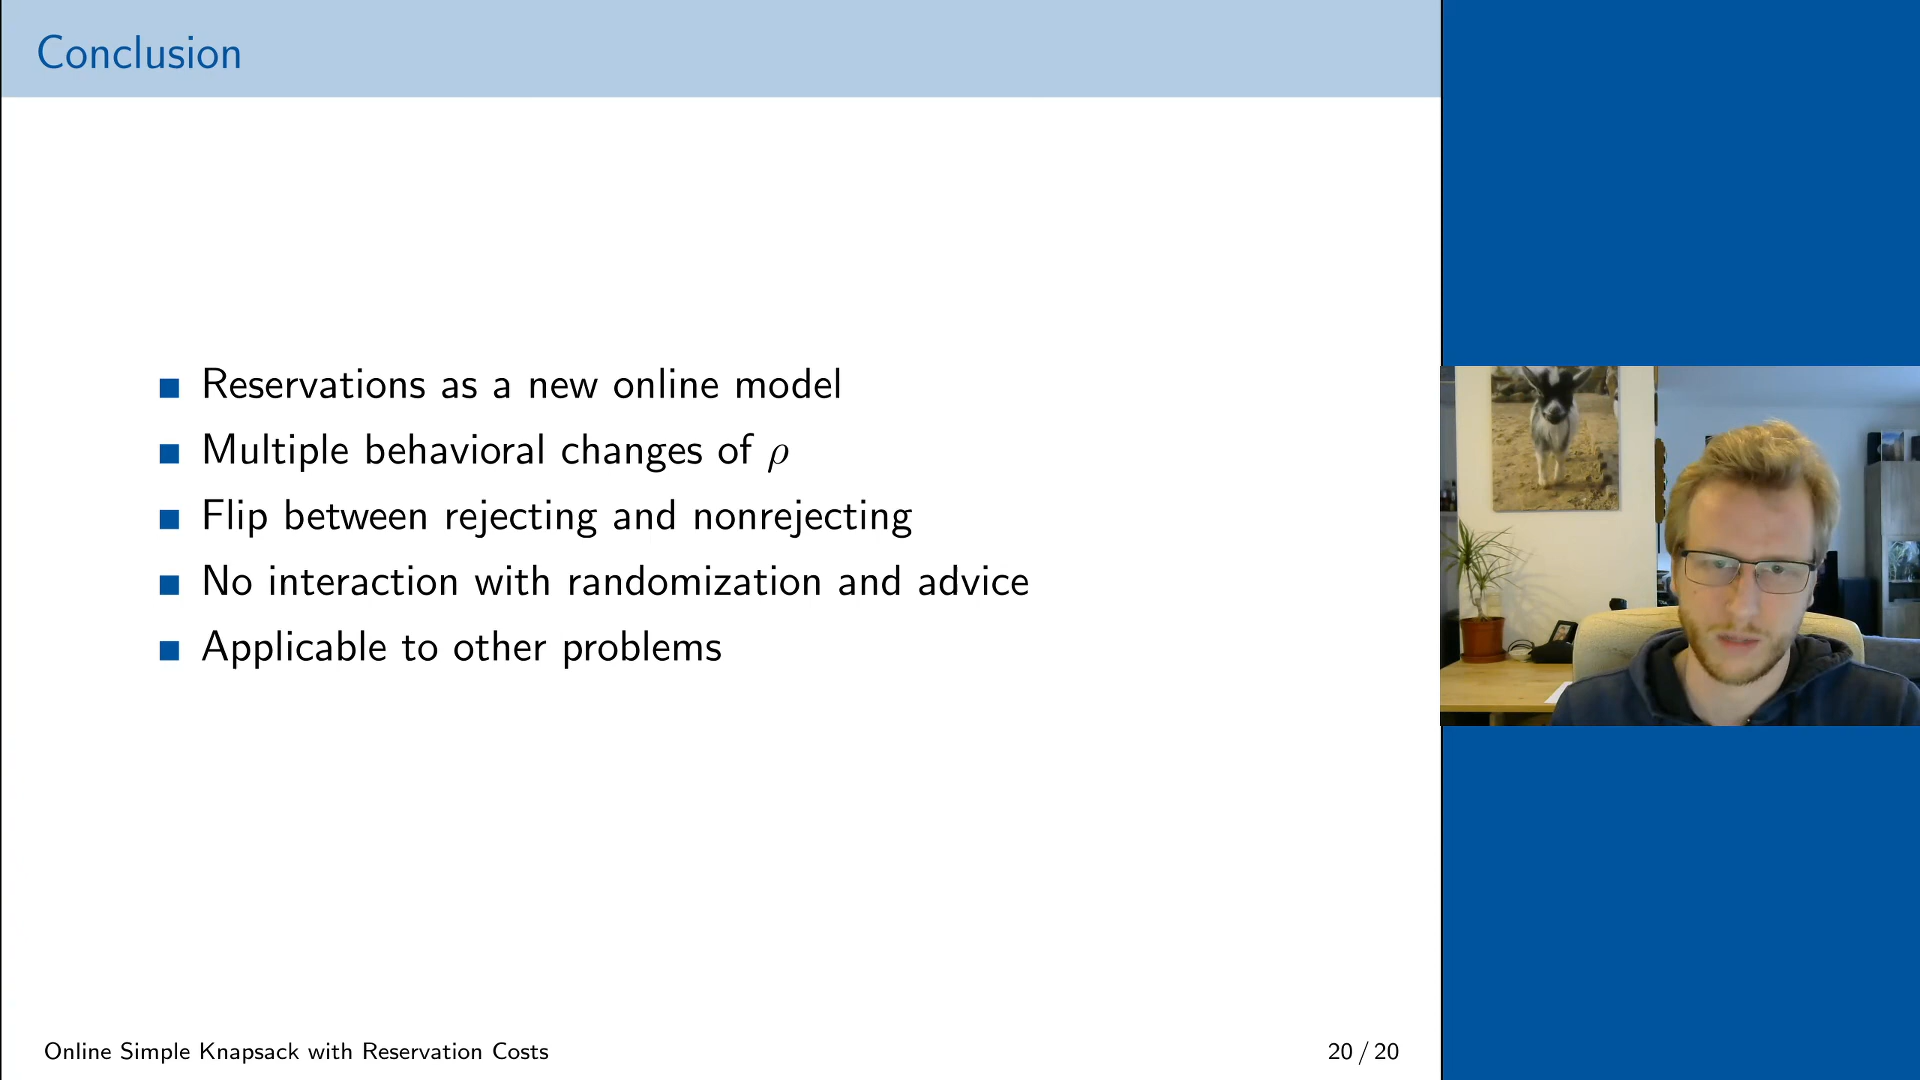 Conclusion
Reservations as a new online model
Multiple behavioral changes of ρ
Flip between rejecting and nonrejecting
No interaction with randomization and advice
Applicable to other problems
Online Simple Knapsack with Reservation Costs
20 / 20